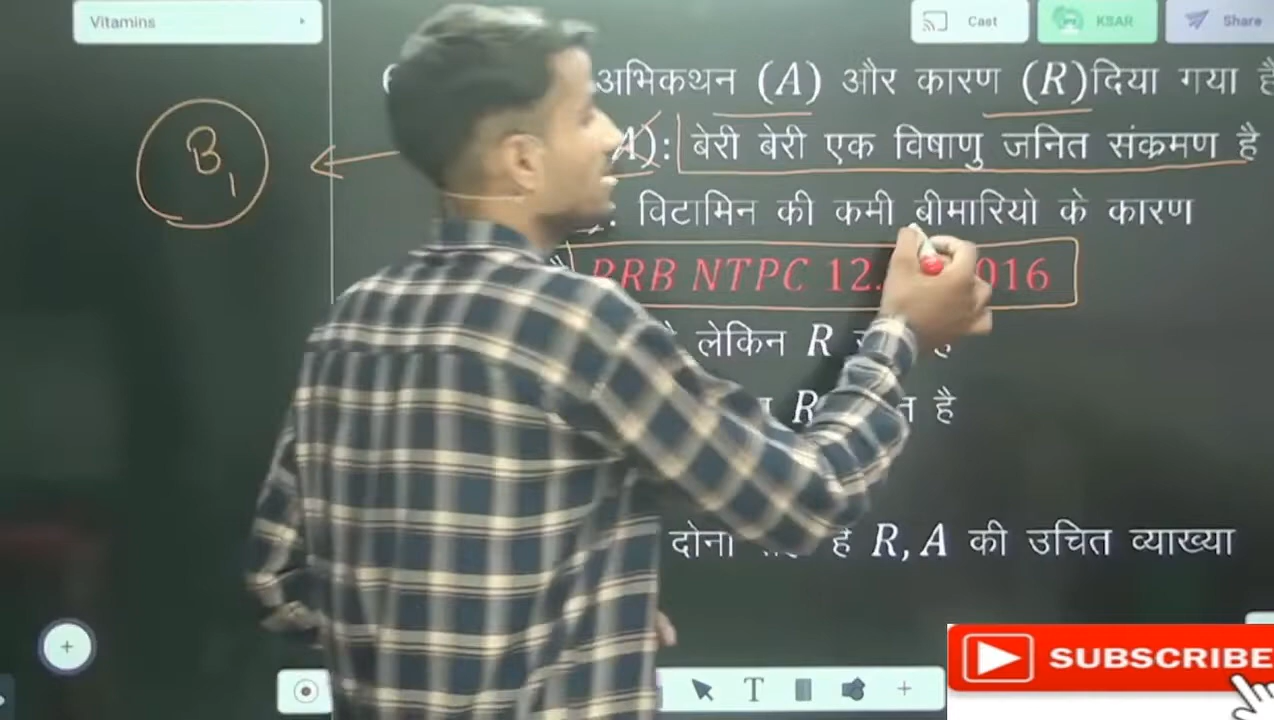 Vitamins
Cast
KSAR
Share
अभिकथन (A) और कारण (R)दिया गया है
A): बेरी बेरी एक विषाणु जनित संक्रमण है
B1
: विटामिन की कमी बीमारियो के कारण
RRB NTPC 12. 016
लेकिन R
R है
दोनो है R, A की उचित व्याख्या
T
SUBSCRIBE